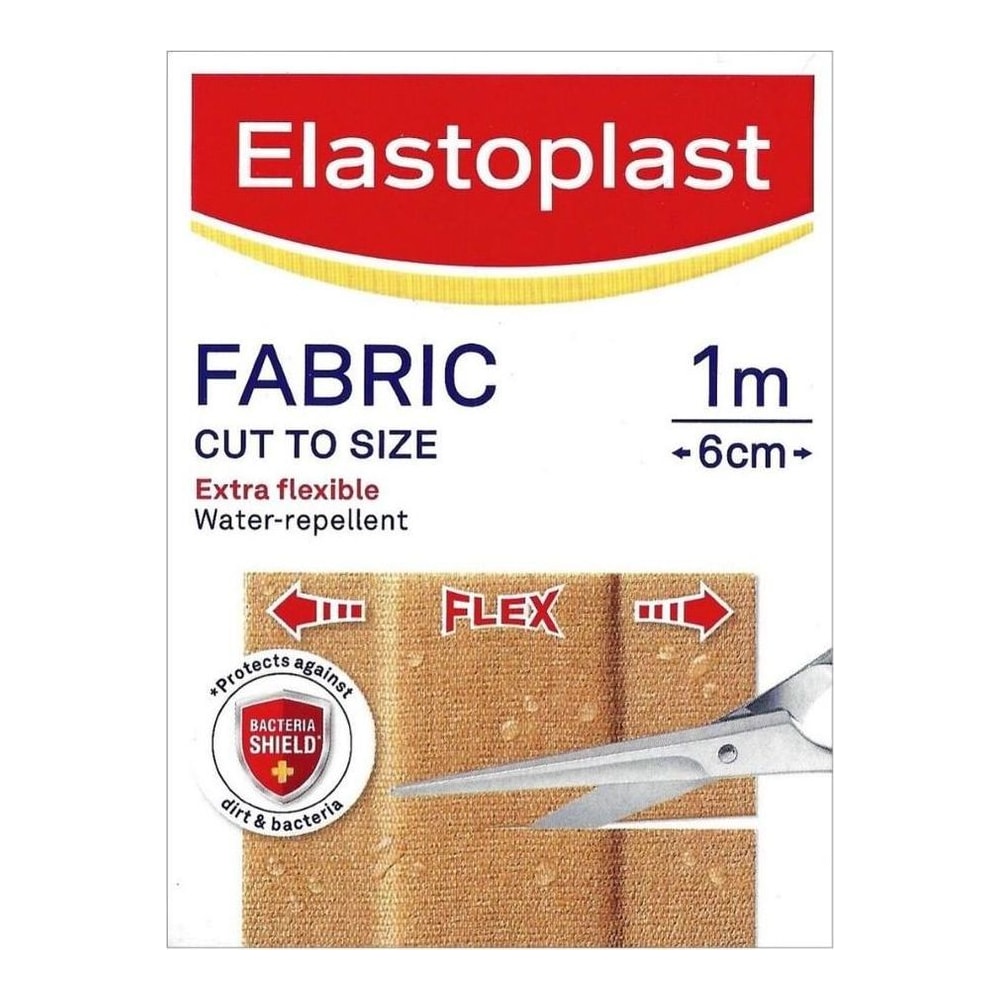 Elastoplast
FABRIC
1m
CUT TO SIZE
6cm
Extra flexible
Water-repellent
FLEX
*Protects against
BACTERIA
SHIELD*
dirt & bacteria